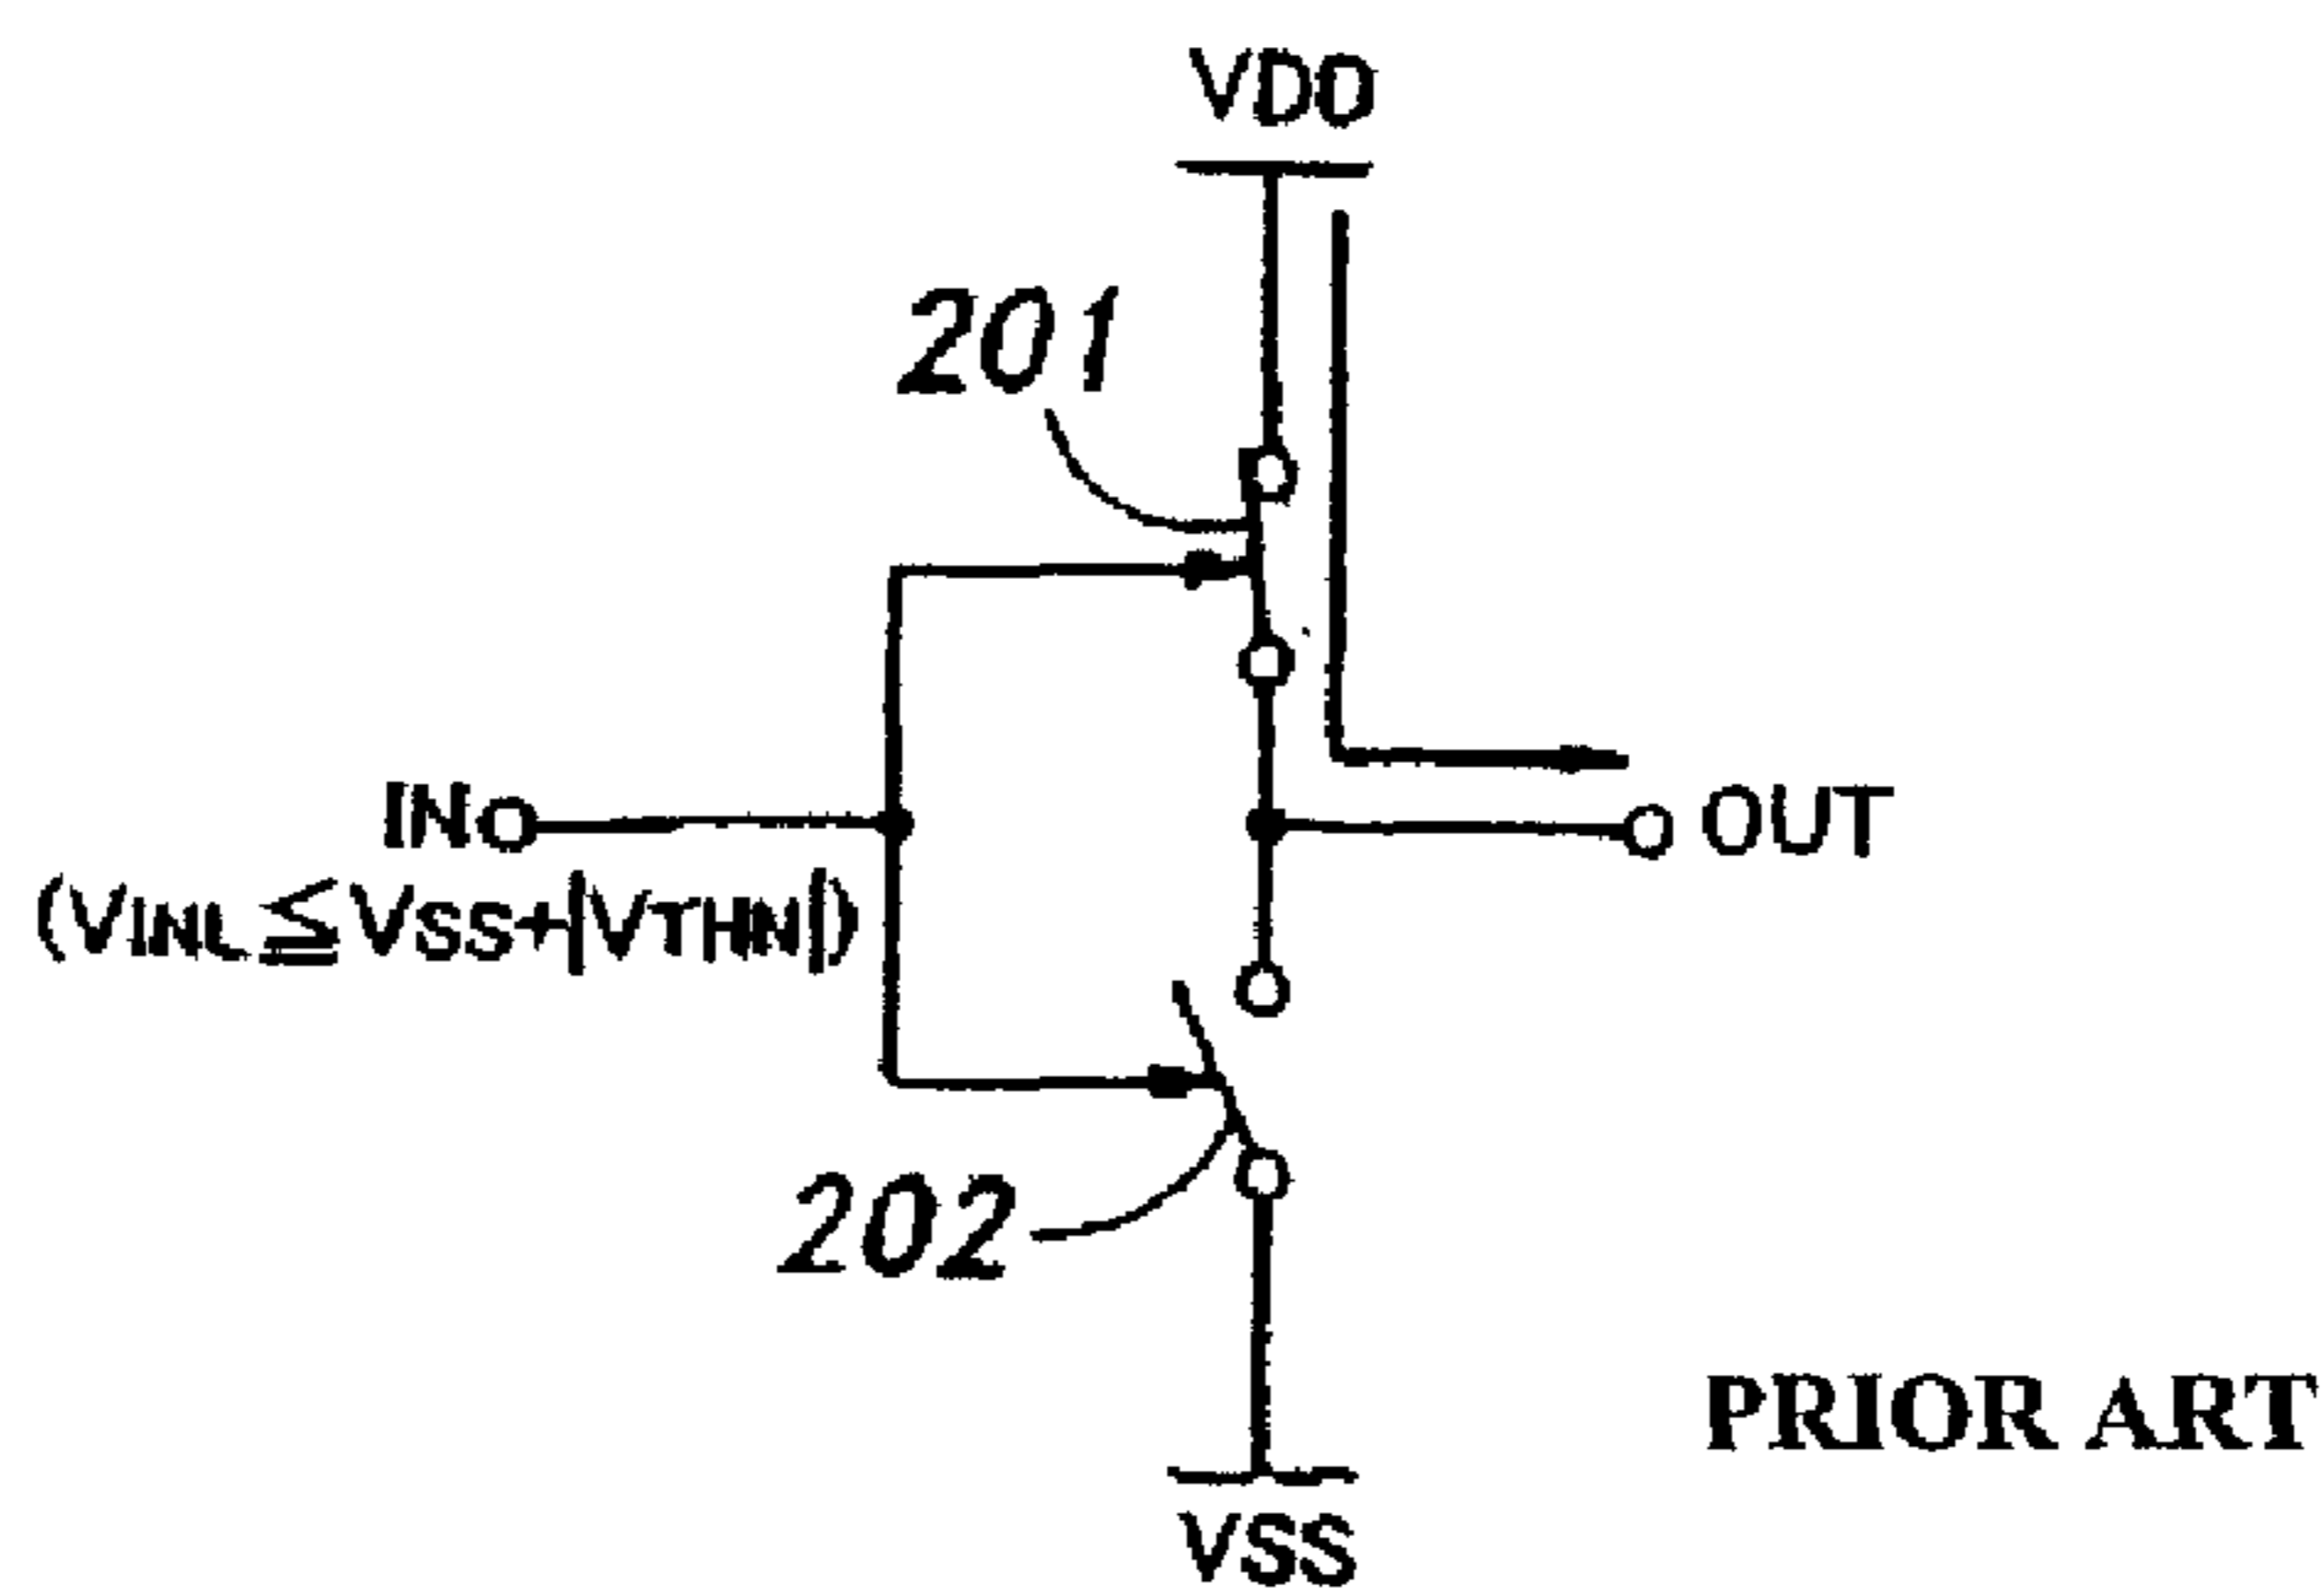 VDD
201
IN
OUT
(VINL≦VSS+|VTHN|)
202
PRIOR ART
VSS